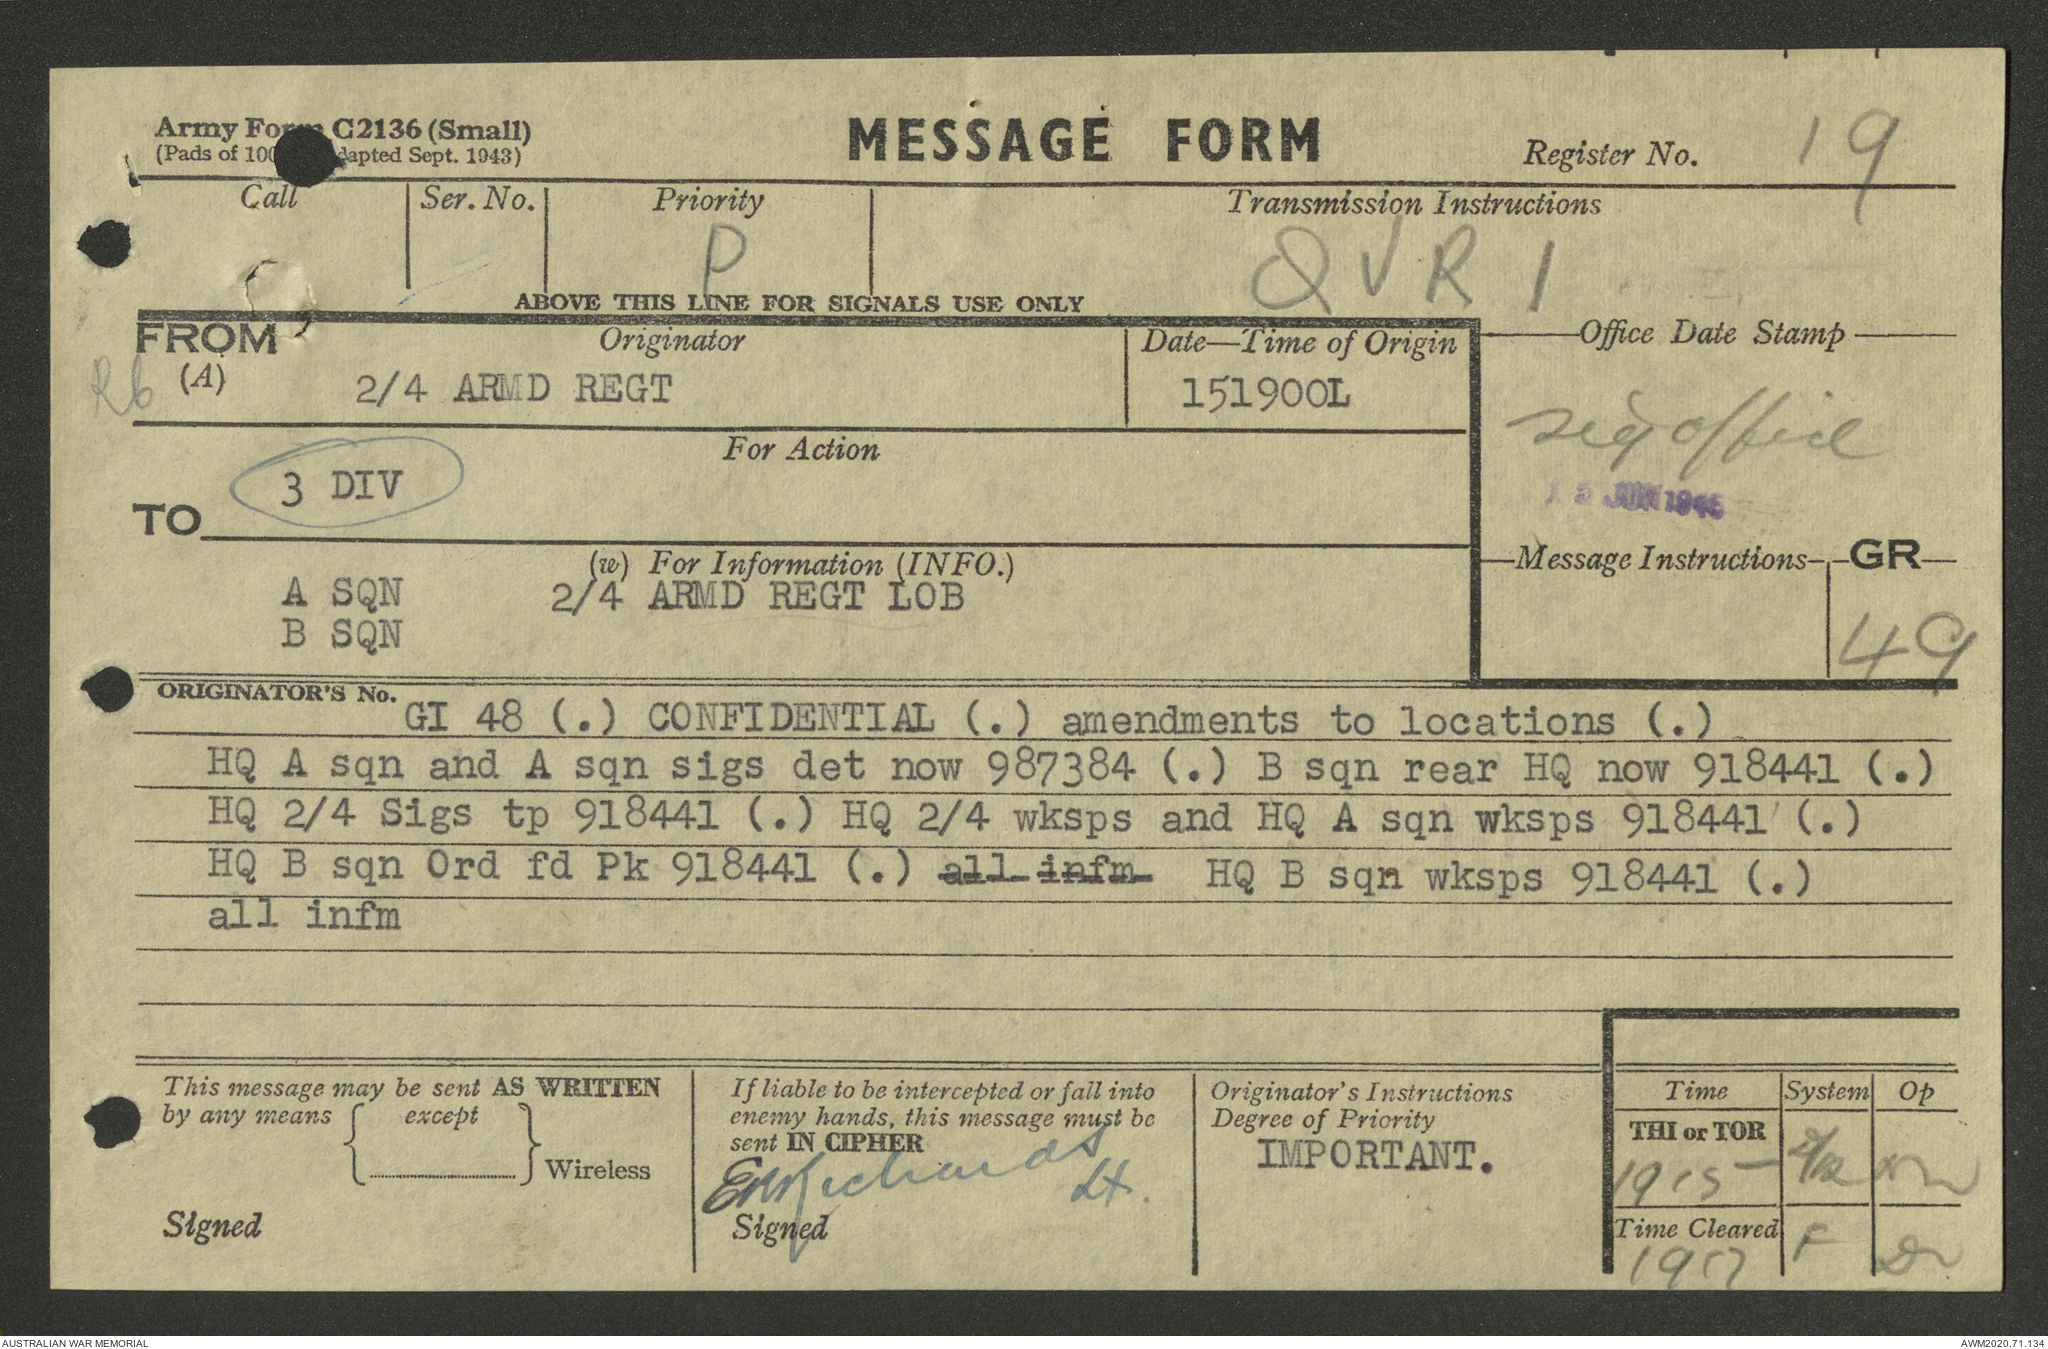 Army Form C2136 (Small)
(Pads of 100 adapted Sept. 1943)
MESSAGE FORM
Register No. 19
Call
Ser. No.
Priority
Transmission Instructions
P
QVR 1
ABOVE THIS LINE FOR SIGNALS USE ONLY
FROM
(A)
Originator
Date—Time of Origin
Office Date Stamp
2/4 ARMD REGT
151900L
sig office
15 JUN 1945
For Action
TO
3 DIV
(w) For Information (INFO.)
Message Instructions
GR
49
A SQN 2/4 ARMD REGT LOB
B SQN
ORIGINATOR'S No.
GI 48 (.) CONFIDENTIAL (.) amendments to locations (.)
HQ A sqn and A sqn sigs det now 987384 (.) B sqn rear HQ now 918441 (.)
HQ 2/4 Sigs tp 918441 (.) HQ 2/4 wksps and HQ A sqn wksps 918441 (.)
HQ B sqn Ord fd Pk 918441 (.) all infm HQ B sqn wksps 918441 (.)
all infm
This message may be sent AS WRITTEN
by any means except
Wireless
Signed
If liable to be intercepted or fall into
enemy hands, this message must be
sent IN CIPHER
Richards Lt.
Signed
Originator's Instructions
Degree of Priority
IMPORTANT.
Time System Op
THI or TOR
1915
Time Cleared
1917 F
AUSTRALIAN WAR MEMORIAL
AWM2020.71.134